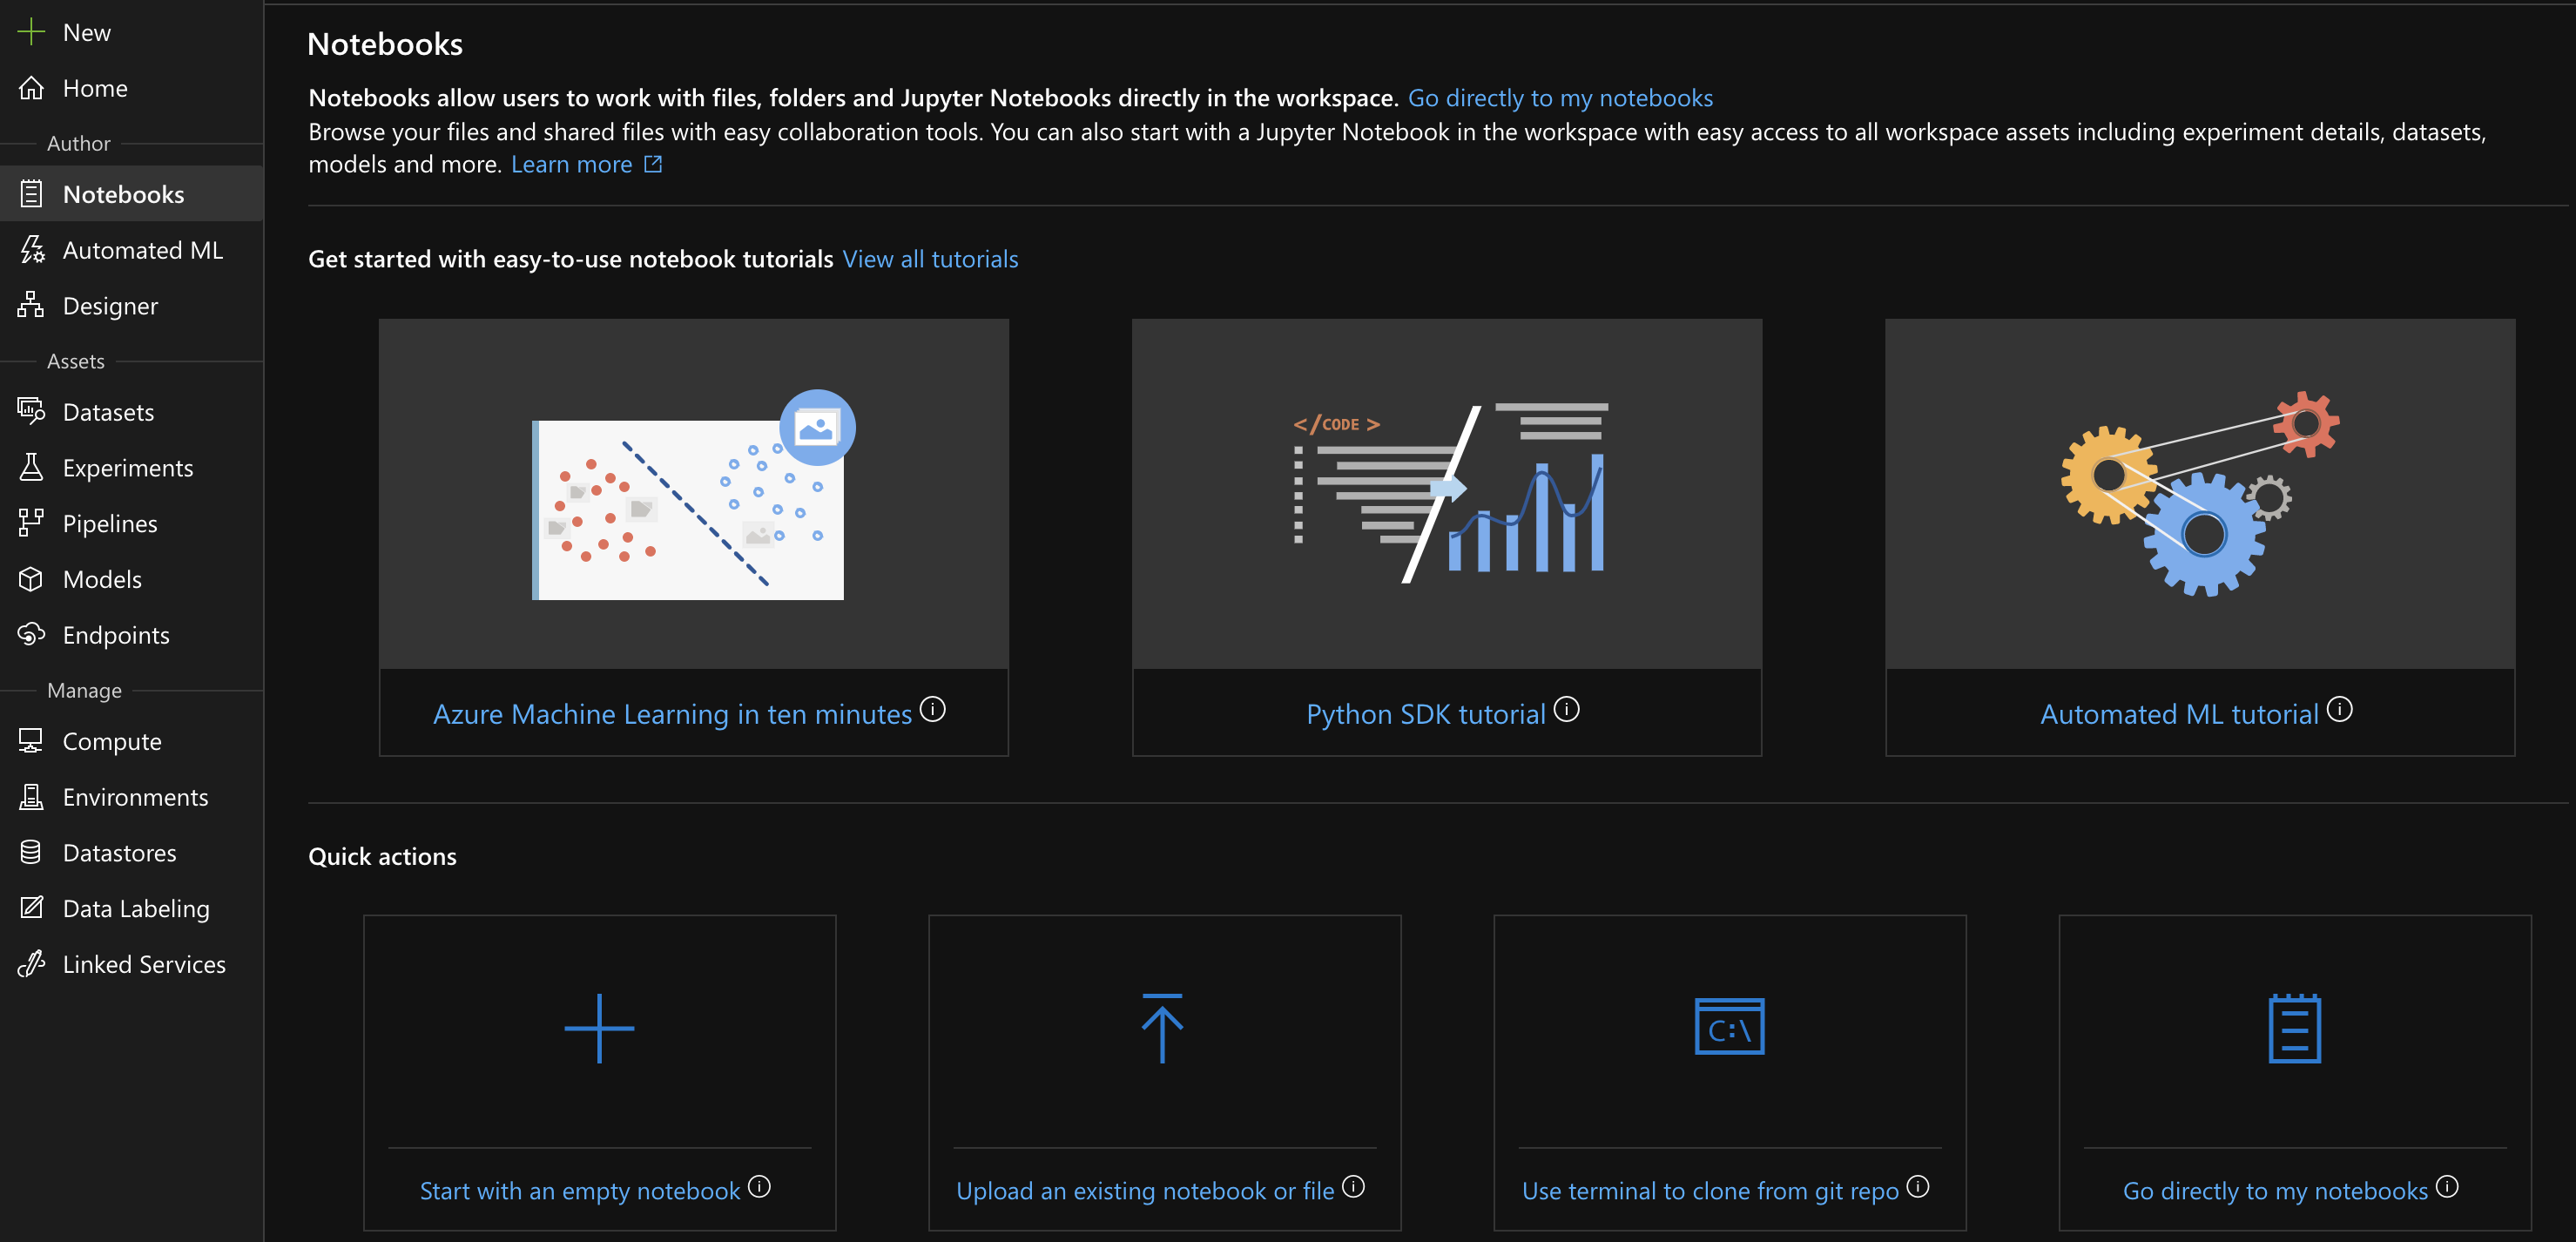 New
Home
Author
Notebooks
Automated ML
Designer
Assets
Datasets
Experiments
Pipelines
Models
Endpoints
Manage
Compute
Environments
Datastores
Data Labeling
Linked Services
Notebooks
Notebooks allow users to work with files, folders and Jupyter Notebooks directly in the workspace. Go directly to my notebooks
Browse your files and shared files with easy collaboration tools. You can also start with a Jupyter Notebook in the workspace with easy access to all workspace assets including experiment details, datasets,
models and more. Learn more
Get started with easy-to-use notebook tutorials View all tutorials
</CODE >
Azure Machine Learning in ten minutes
Python SDK tutorial
Automated ML tutorial
Quick actions
C:\
Start with an empty notebook
Upload an existing notebook or file
Use terminal to clone from git repo
Go directly to my notebooks